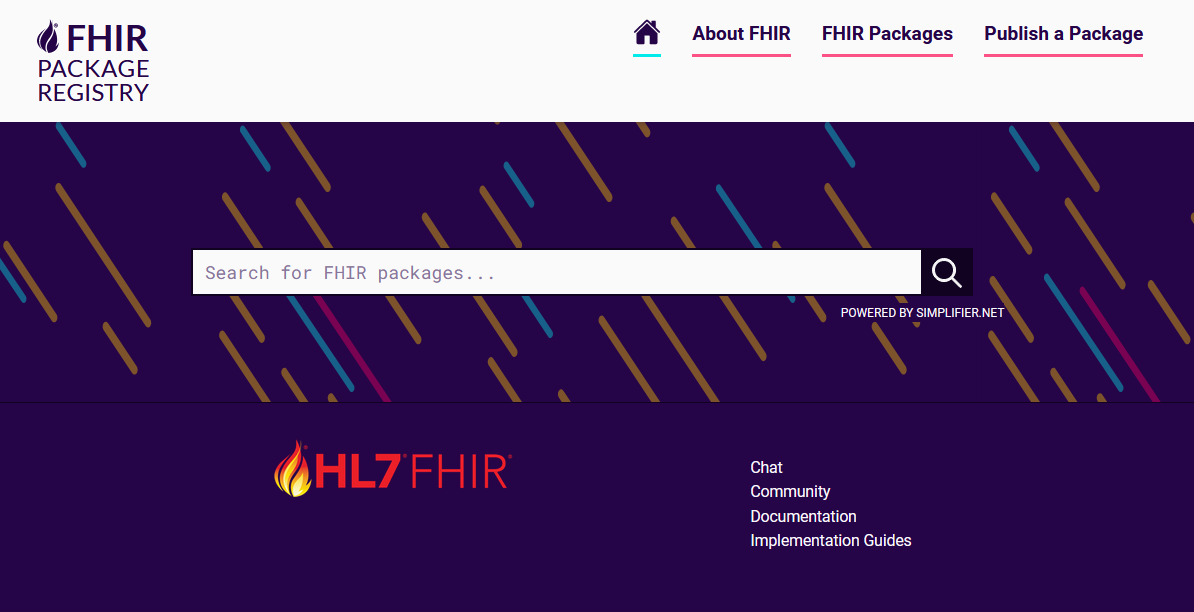 FHIR
PACKAGE
REGISTRY
About FHIR
FHIR Packages
Publish a Package
Search for FHIR packages...
POWERED BY SIMPLIFIER.NET
HL7 FHIR
Chat
Community
Documentation
Implementation Guides